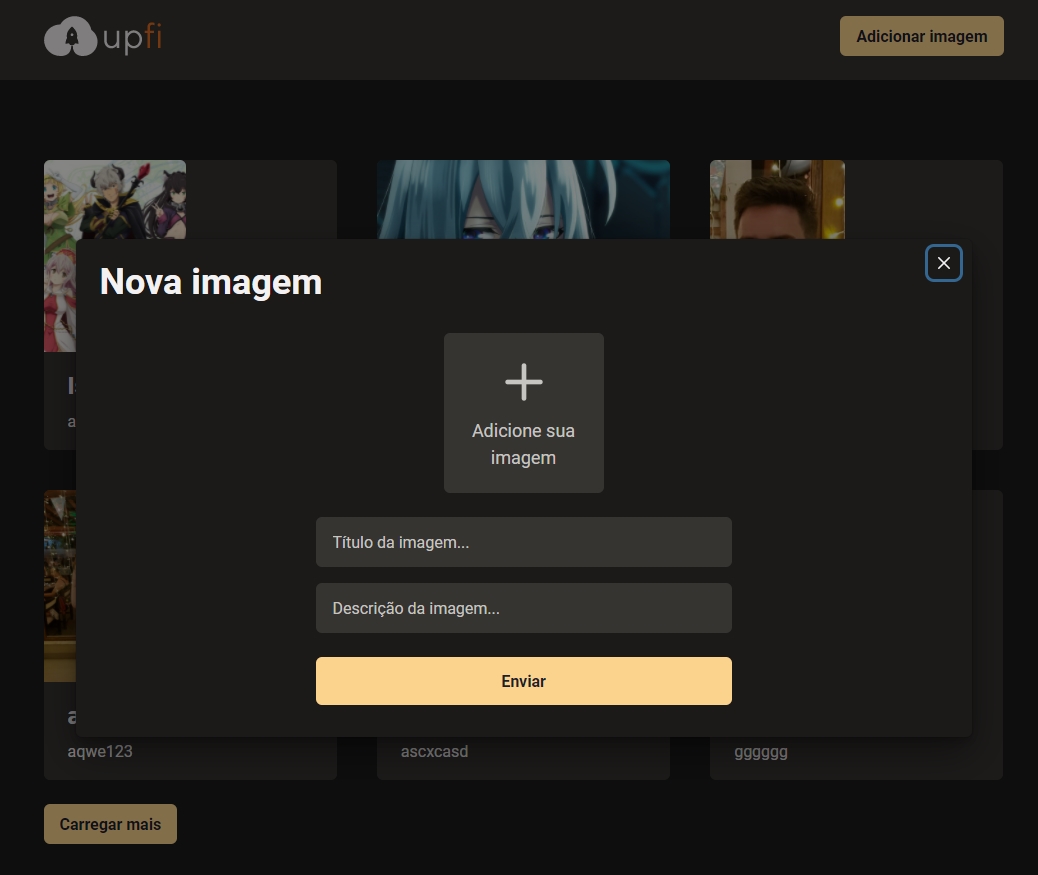 upfi
Adicionar imagem
Nova imagem
Adicione sua
imagem
Título da imagem...
Descrição da imagem...
Enviar
aqwe123
ascxcasd
gggggg
Carregar mais